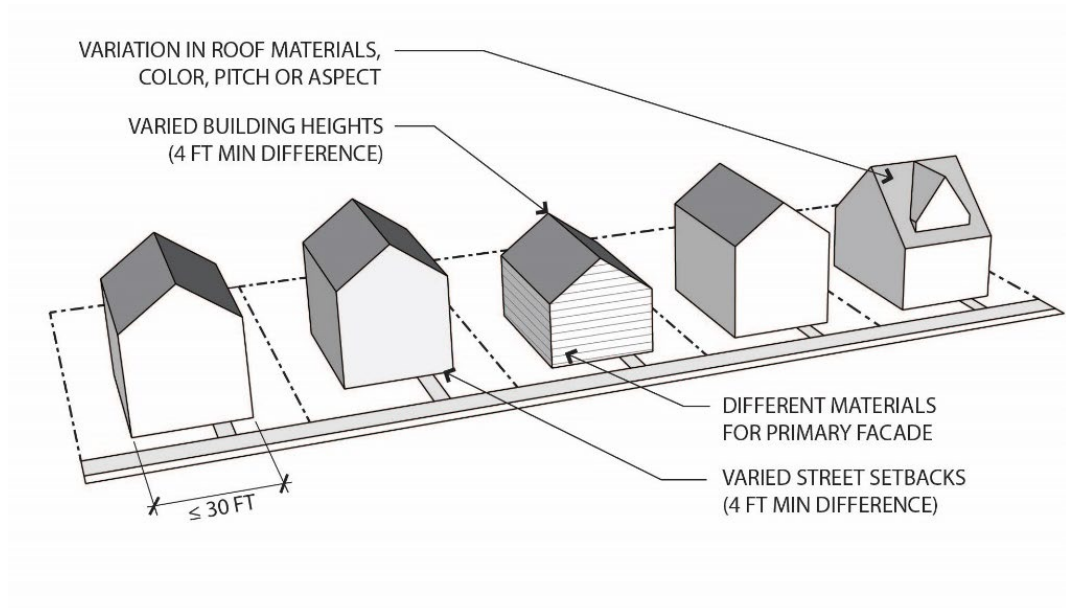 VARIATION IN ROOF MATERIALS,
COLOR, PITCH OR ASPECT
VARIED BUILDING HEIGHTS
(4 FT MIN DIFFERENCE)
DIFFERENT MATERIALS
FOR PRIMARY FACADE
VARIED STREET SETBACKS
(4 FT MIN DIFFERENCE)
≤ 30 FT